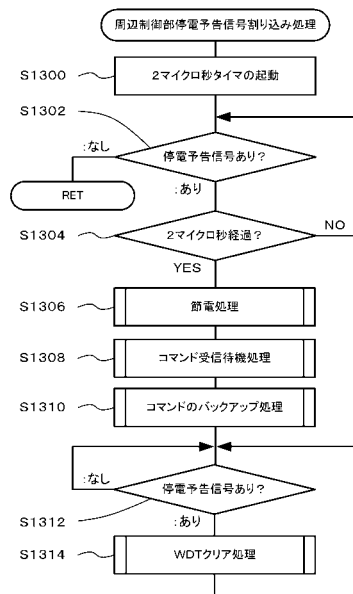 周辺制御部停電予告信号割り込み処理
S1300
2マイクロ秒タイマの起動
S1302
停電予告信号あり?
:なし
RET
:あり
S1304
2マイクロ秒経過?
NO
YES
S1306
節電処理
S1308
コマンド受信待機処理
S1310
コマンドのバックアップ処理
:なし
停電予告信号あり?
S1312
:あり
S1314
WDTクリア処理